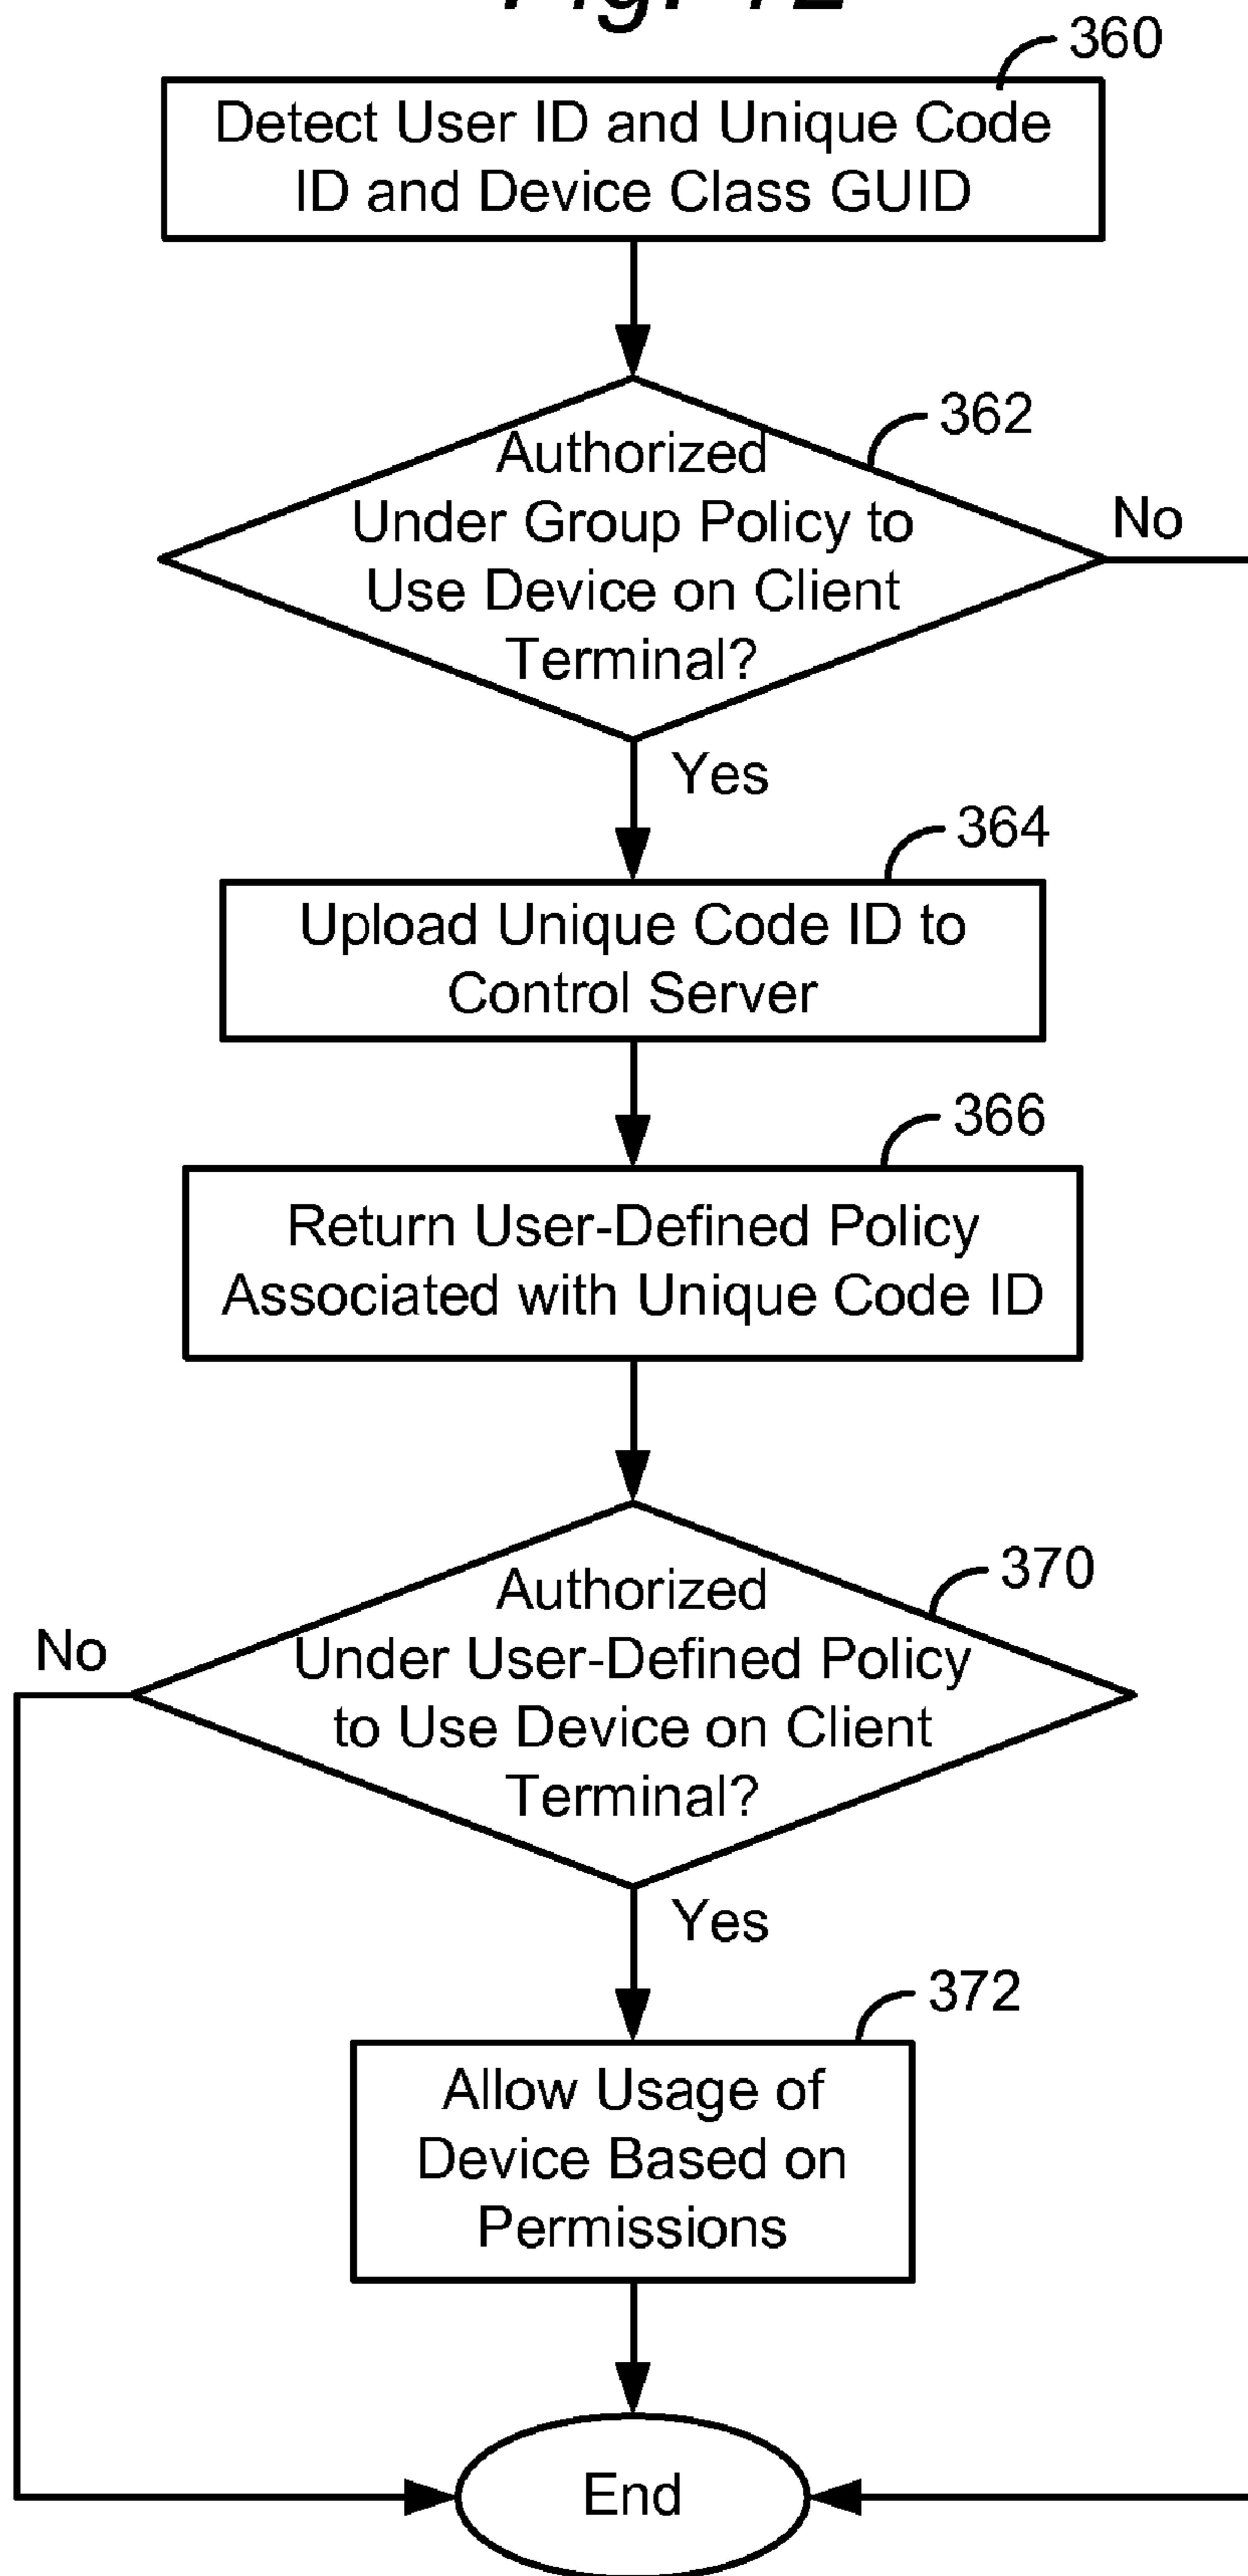 Fig. 12
360
Detect User ID and Unique Code
ID and Device Class GUID
362
Authorized
Under Group Policy to
Use Device on Client
Terminal?
No
Yes
364
Upload Unique Code ID to
Control Server
366
Return User-Defined Policy
Associated with Unique Code ID
370
Authorized
Under User-Defined Policy
to Use Device on Client
Terminal?
No
Yes
372
Allow Usage of
Device Based on
Permissions
End